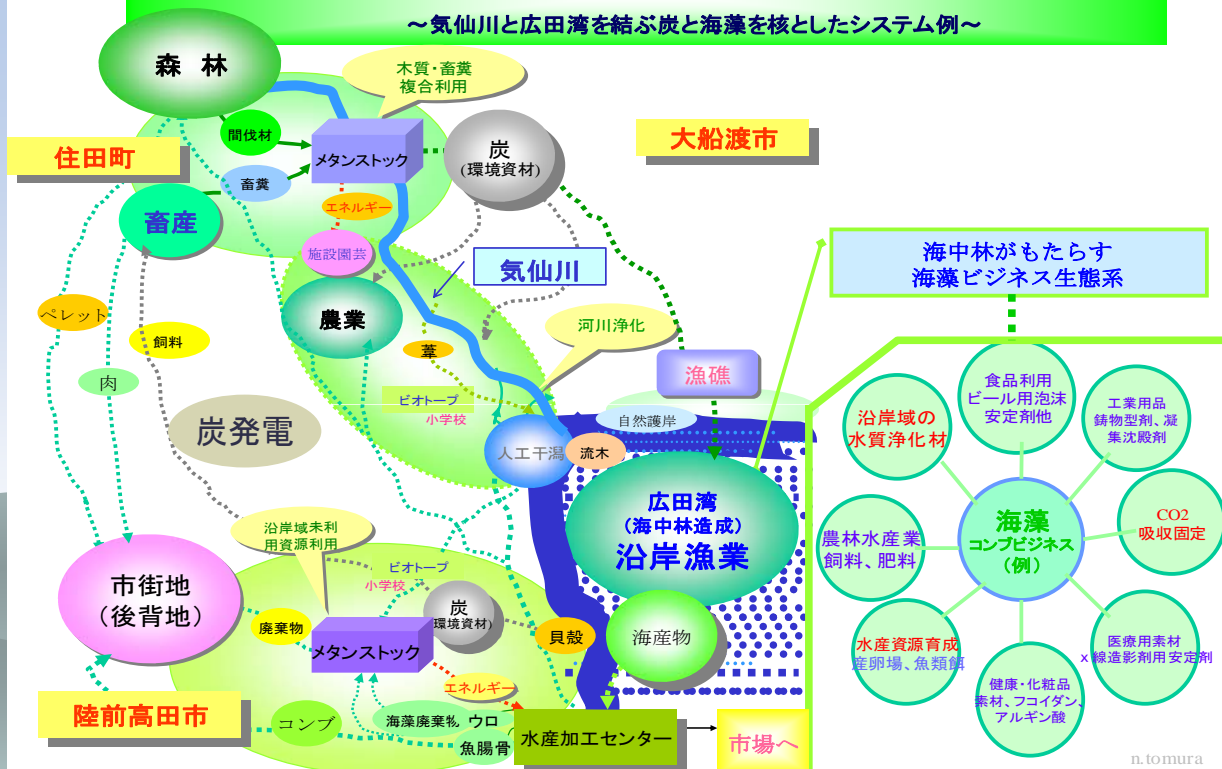 ～気仙川と広田湾を結ぶ炭と海藻を核としたシステム例～
森 林
木質・畜糞
複合利用
間伐材
メタンストック
炭
(環境資材)
大船渡市
住田町
畜糞
エネルギー
畜産
施設園芸
気仙川
海中林がもたらす
海藻ビジネス生態系
農業
ペレット
飼料
葦
河川浄化
肉
漁礁
ビオトープ
小学校
自然護岸
炭発電
人工干潟
流木
広田湾
(海中林造成)
沿岸漁業
沿岸域未利
用資源利用
ビオトープ
小学校
市街地
（後背地）
炭
環境資材)
廃棄物
メタンストック
貝殻
海産物
エネルギー
陸前高田市
コンブ
海藻廃棄物
ウロ
魚腸骨
水産加工センター
市場へ
食品利用
ビール用泡沫
安定剤他
沿岸域の
水質浄化材
工業用品
鋳物型剤、凝
集沈殿剤
海藻
コンブビジネス
（例）
CO2
吸収固定
農林水産業
飼料、肥料
水産資源育成
産卵場、魚類餌
医療用素材
x線造影剤用安定剤
健康・化粧品
素材、フコイダン、
アルギン酸
n.tomura